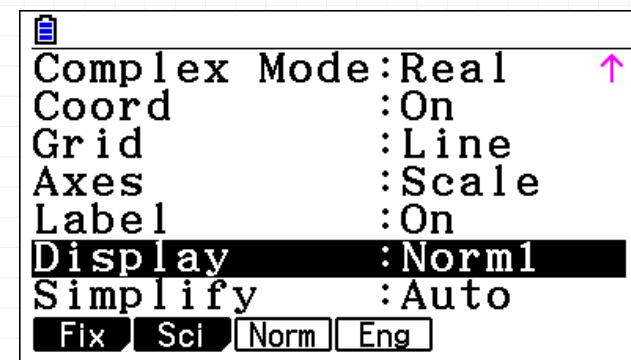 Complex Mode:Real ↑
Coord :On
Grid :Line
Axes :Scale
Label :On
Display :Norm1
Simplify :Auto
Fix Sci Norm Eng